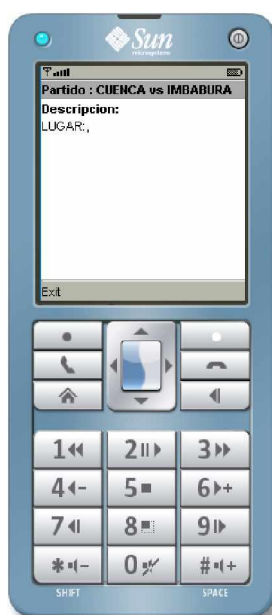 Sun
microsystems
Partido : CUENCA vs IMBABURA
Descripcion:
LUGAR:,
Exit
1 2 3
4 - 5 6 +
7 8 9
* - 0 # +
SHIFT SPACE